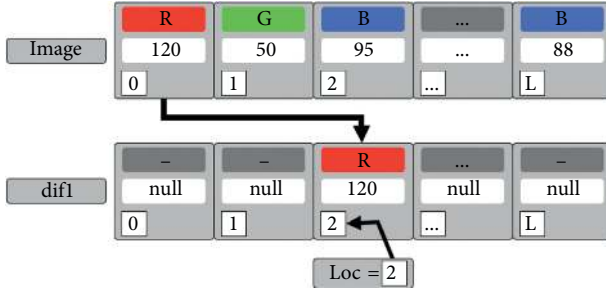 R G B ... B
Image 120 50 95 ... 88
0 1 2 ... L
– – R ... –
dif1 null null 120 null null
0 1 2 ... L
Loc = 2